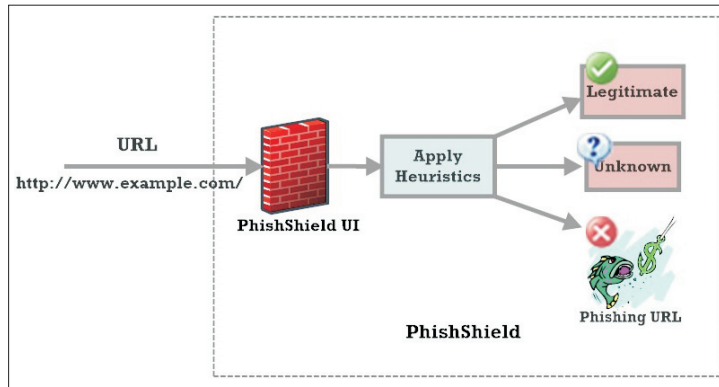 URL
http://www.example.com/
PhishShield UI
Apply
Heuristics
Legitimate
?
Unknown
$
Phishing URL
PhishShield